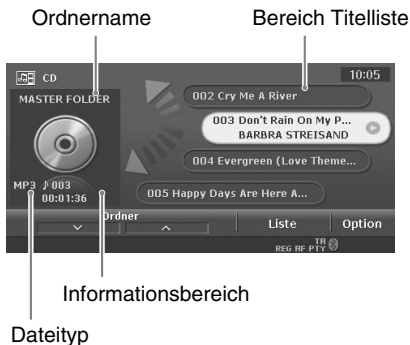 Ordnername
Bereich Titelliste
CD
10:05
MASTER FOLDER
002 Cry Me A River
003 Don't Rain On My P...
BARBRA STREISAND
004 Evergreen (Love Theme...
MP3 ♪ 003
00:01:36
005 Happy Days Are Here A...
Ordner
Liste
Option
TA
REG AF PTY
Informationsbereich
Dateityp